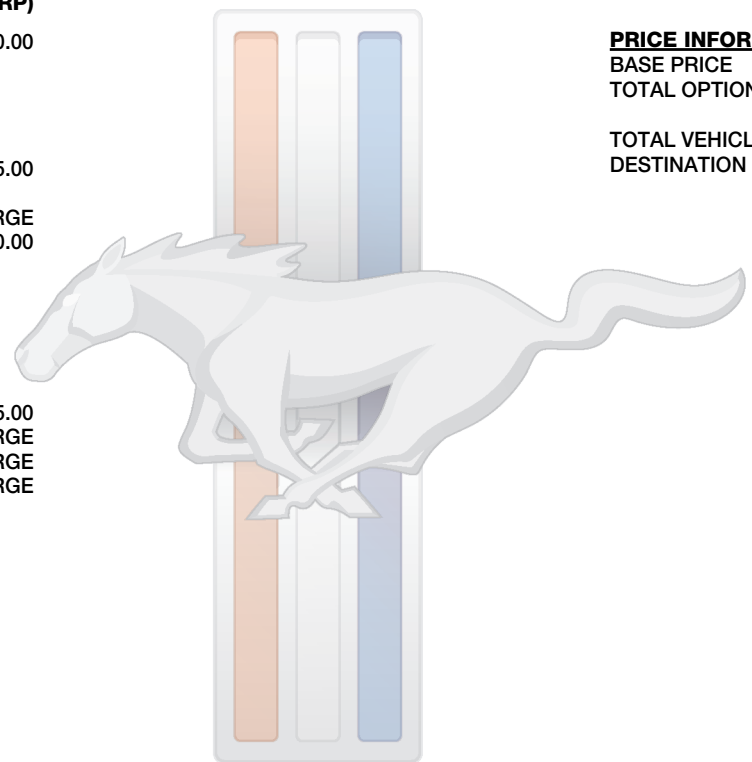 RP)
0.00
5.00
RGE
0.00
5.00
RGE
RGE
RGE
PRICE INFOR
BASE PRICE
TOTAL OPTION
TOTAL VEHICL
DESTINATION